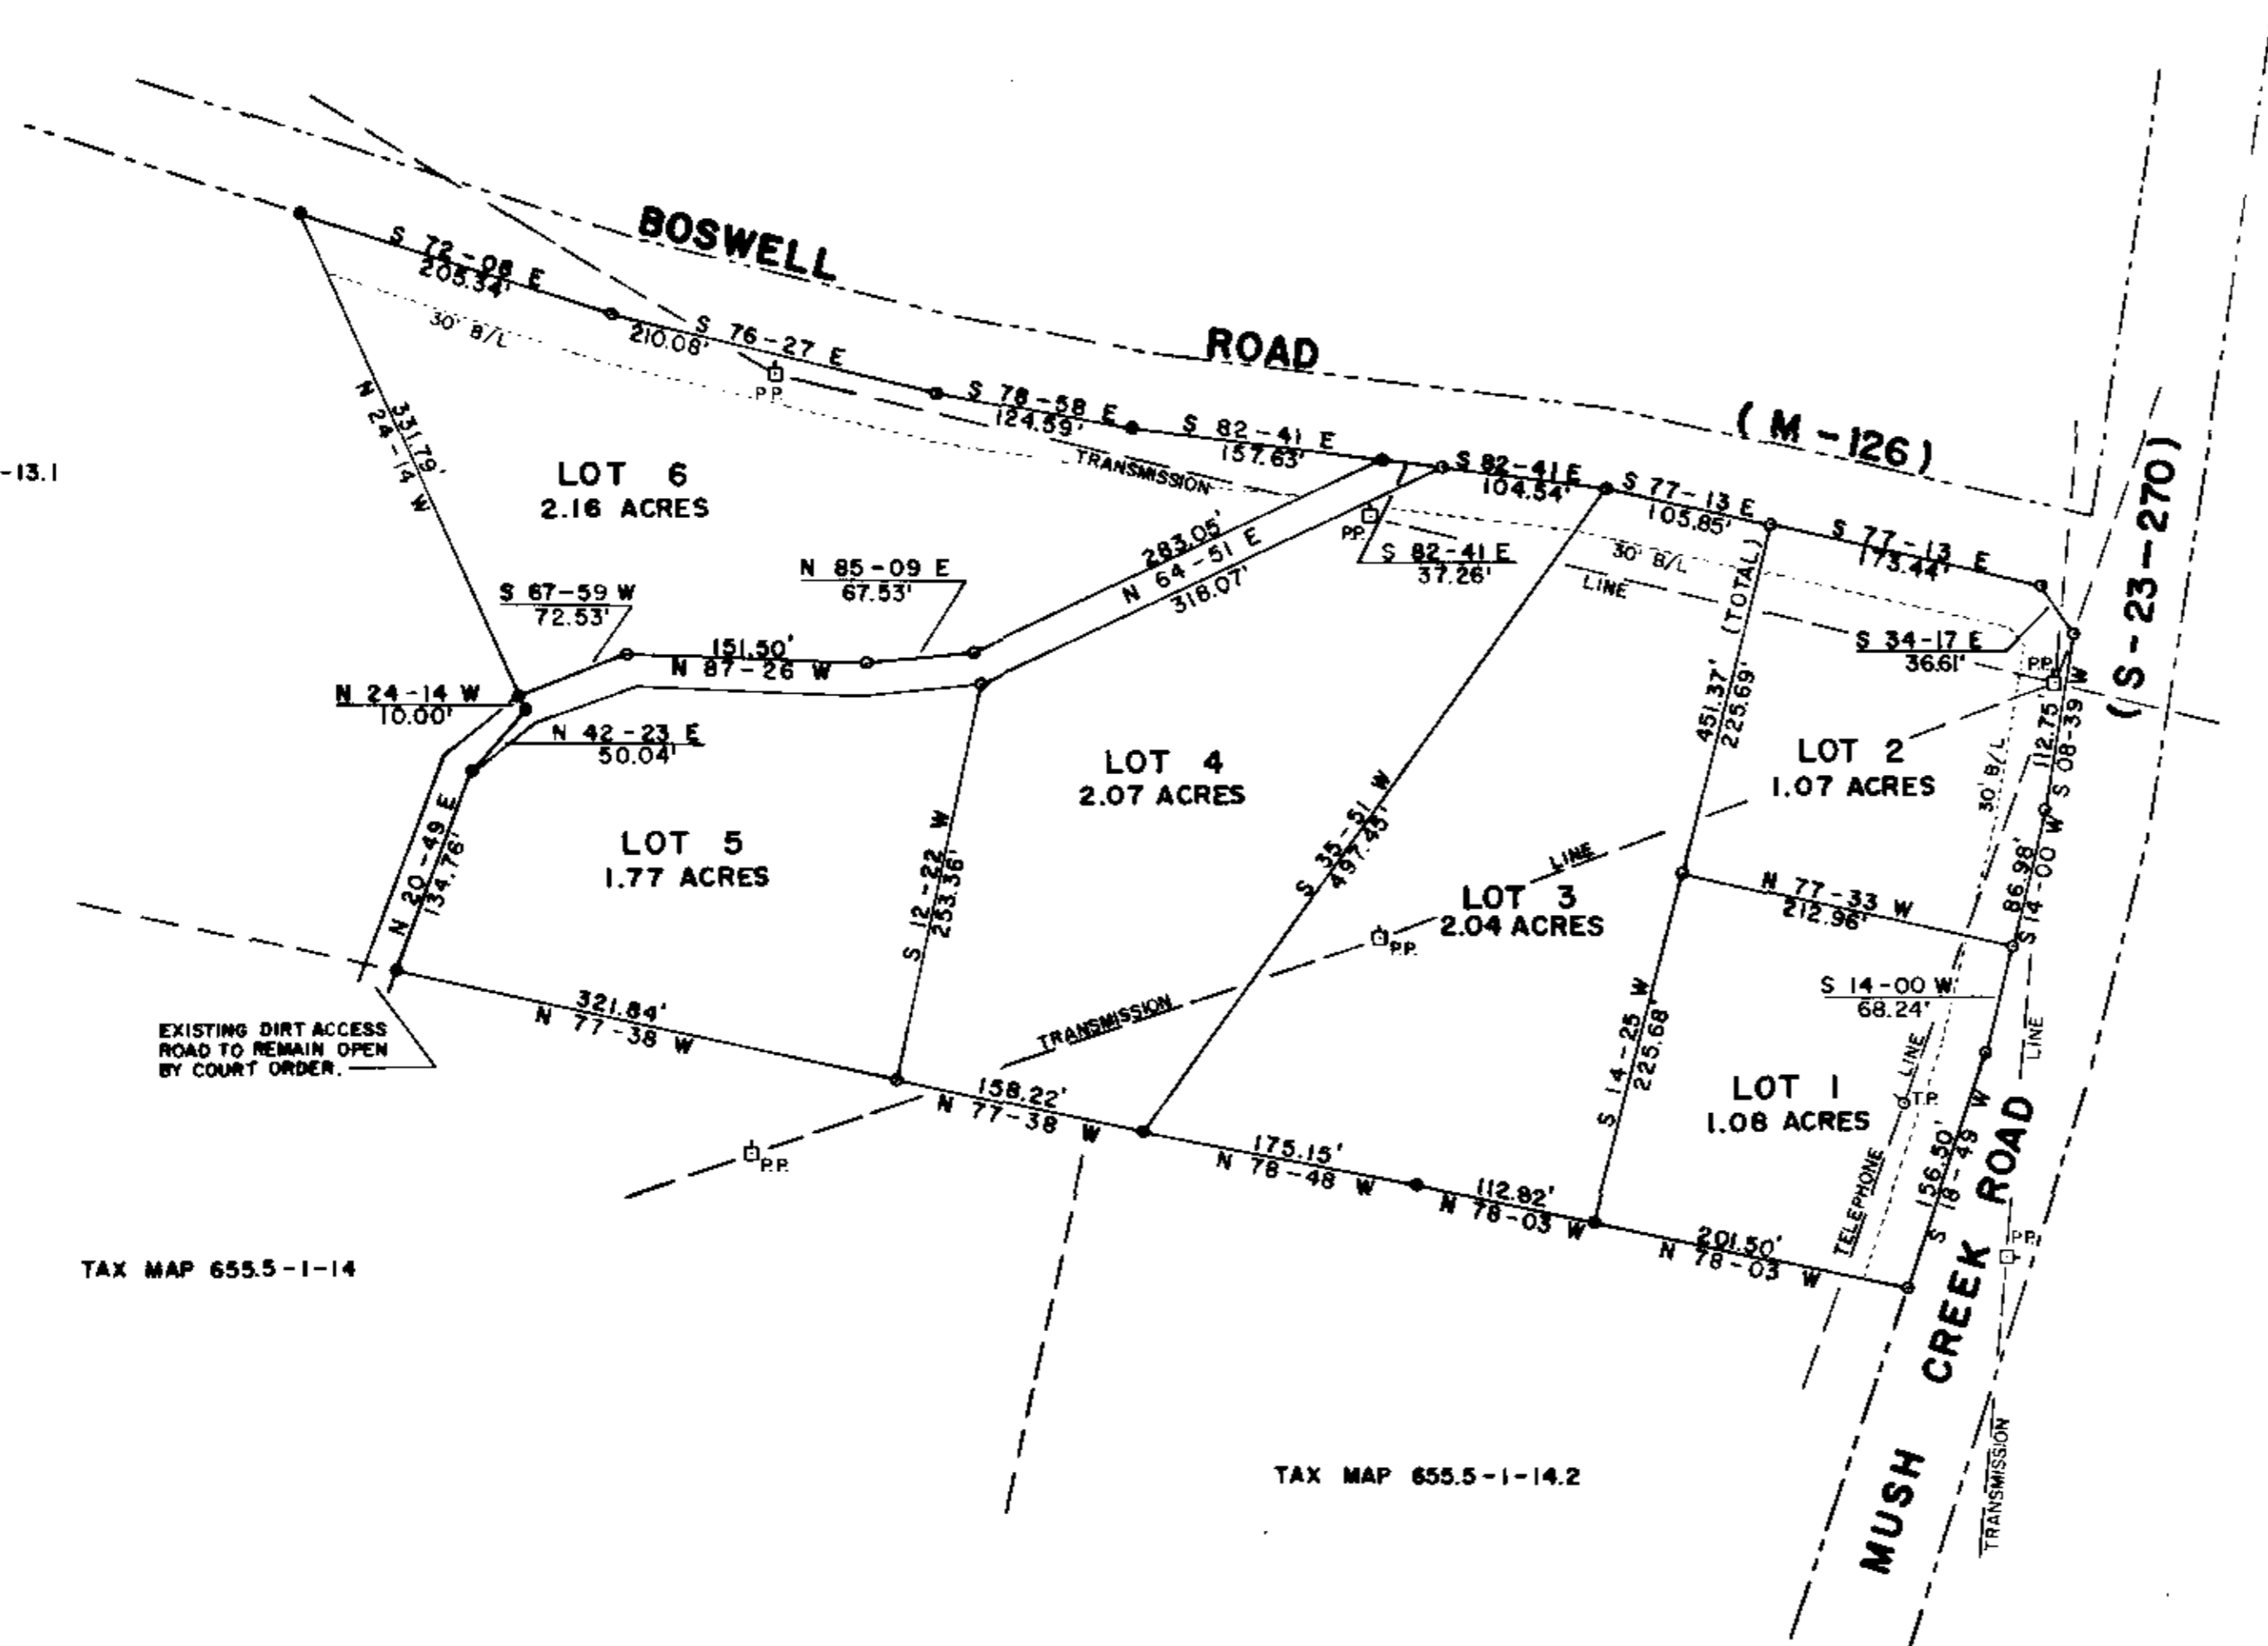 BOSWELL
ROAD
( M-126 )
( S-23-270)
S 72-08 E
205.34'
30' B/L
S 76-27 E
210.08'
P.P.
S 78-58 E
124.59'
S 82-41 E
157.63'
TRANSMISSION
S 82-41 E
104.54'
S 77-13 E
105.85'
S 77-13 E
173.44'
P.P.
S 82-41 E
37.26'
30' B/L
LINE
S 34-17 E
36.61'
P.P.
-13.1
331.79'
N 24-14 W
LOT 6
2.16 ACRES
283.05'
N 64-51 E
318.07'
N 85-09 E
67.53'
S 67-59 W
72.53'
151.50'
N 87-26 W
N 24-14 W
10.00'
N 42-23 E
50.04'
451.37' (TOTAL)
225.69'
LOT 2
1.07 ACRES
30' B/L
112.75'
S 08-39 W
LOT 4
2.07 ACRES
S 35-51 W
497.45'
N 20-49 E
134.76'
LOT 5
1.77 ACRES
S 12-22 W
253.36'
LINE
LOT 3
2.04 ACRES
P.P.
N 77-33 W
212.96'
86.98'
S 14-00 W
S 14-00 W
68.24'
321.84'
N 77-38 W
TRANSMISSION
S 14-25 W
225.68'
LINE
EXISTING DIRT ACCESS
ROAD TO REMAIN OPEN
BY COURT ORDER.
158.22'
N 77-38 W
P.P.
LOT 1
1.08 ACRES
TELEPHONE LINE
T.P.
175.15'
N 78-48 W
112.82'
N 78-03 W
201.50'
N 78-03 W
156.50'
S 18-49 W
P.P.
TAX MAP 655.5-1-14
TAX MAP 655.5-1-14.2
MUSH CREEK ROAD
TRANSMISSION